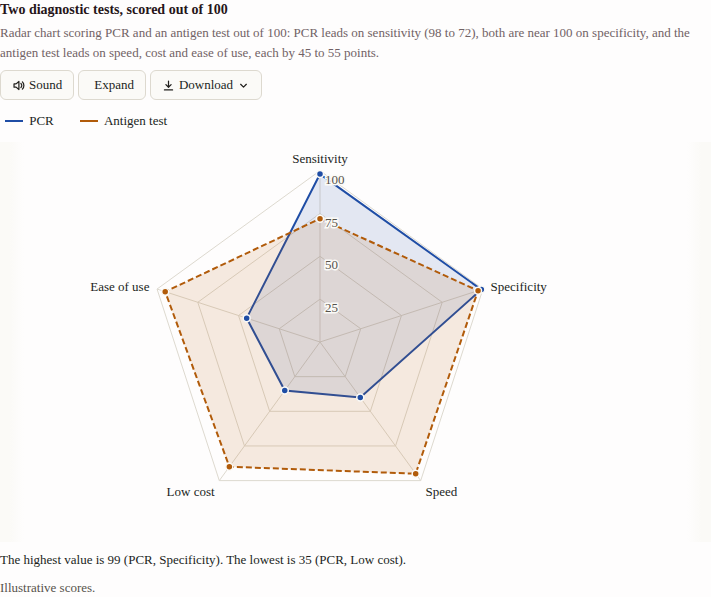 Two diagnostic tests, scored out of 100
Radar chart scoring PCR and an antigen test out of 100: PCR leads on sensitivity (98 to 72), both are near 100 on specificity, and the
antigen test leads on speed, cost and ease of use, each by 45 to 55 points.
Sound Expand Download
PCR Antigen test
Sensitivity
100
75
50
25
Ease of use
Specificity
Low cost
Speed
The highest value is 99 (PCR, Specificity). The lowest is 35 (PCR, Low cost).
Illustrative scores.